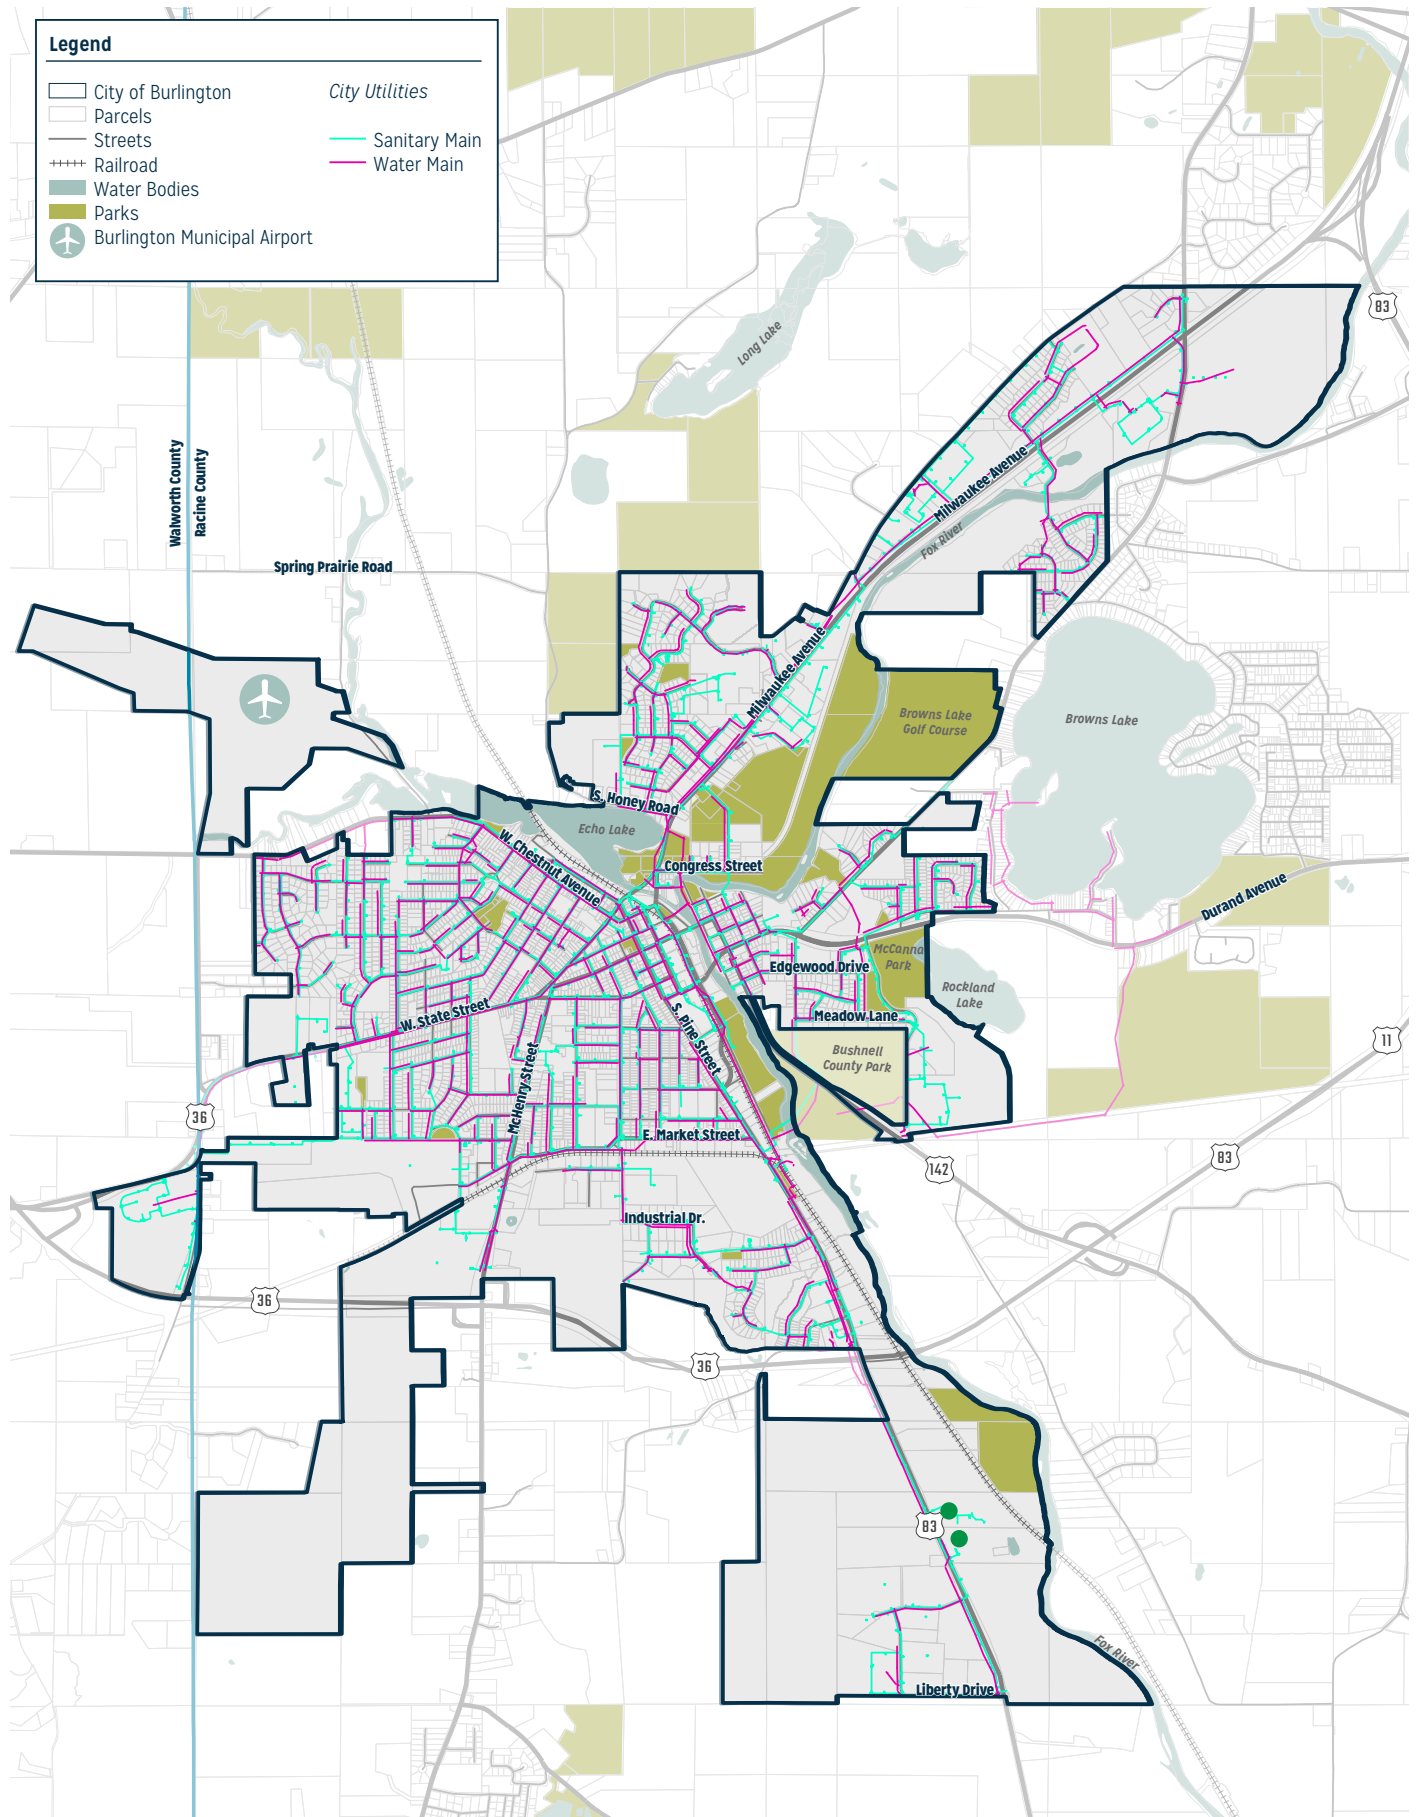 Legend
City of Burlington
Parcels
Streets
Railroad
Water Bodies
Parks
Burlington Municipal Airport
City Utilities
Sanitary Main
Water Main
83
Long Lake
Walworth County
Racine County
Milwaukee Avenue
Fox River
Spring Prairie Road
Milwaukee Avenue
Browns Lake
Golf Course
Browns Lake
S. Honey Road
Echo Lake
W. Chestnut Avenue
Congress Street
Durand Avenue
McCanna
Park
Edgewood Drive
Rockland
Lake
W. State Street
S. Pine Street
Meadow Lane
Bushnell
County Park
11
McHenry Street
36
E. Market Street
142
83
Industrial Dr.
36
36
83
Fox River
Liberty Drive